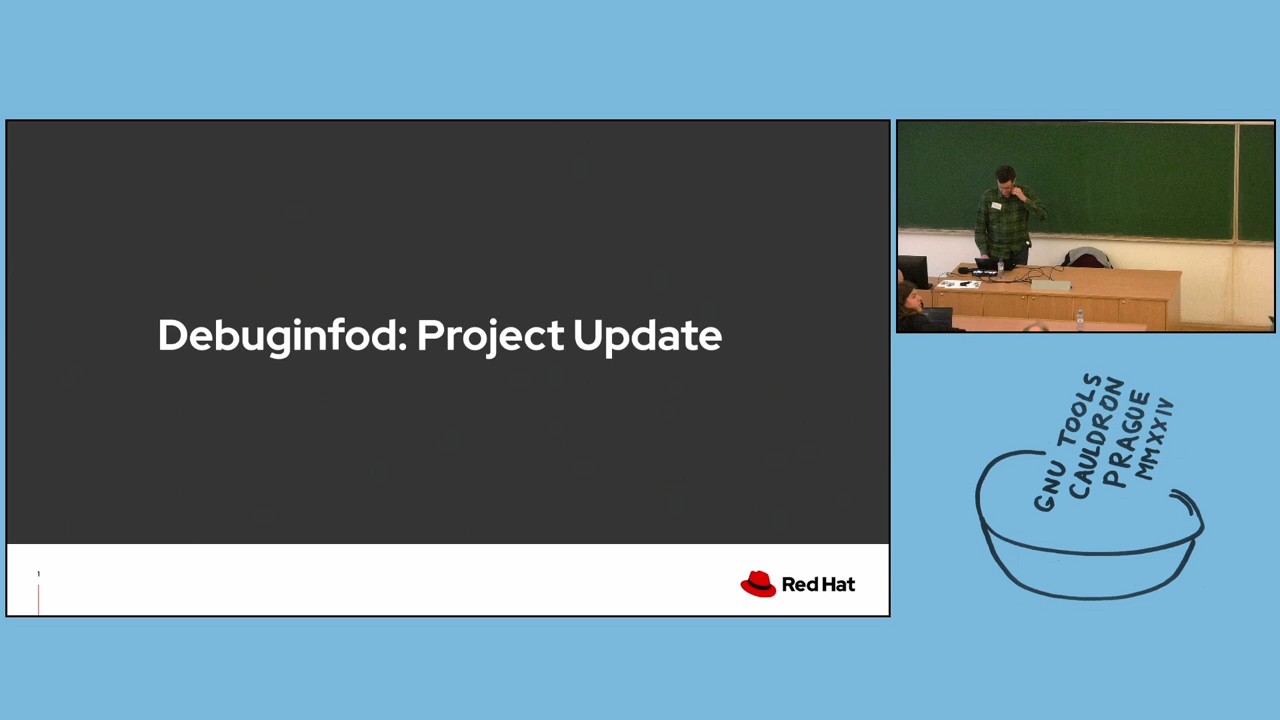 Debuginfod: Project Update
1
Red Hat
GNU TOOLS
CAULDRON
PRAGUE
MMXXIV